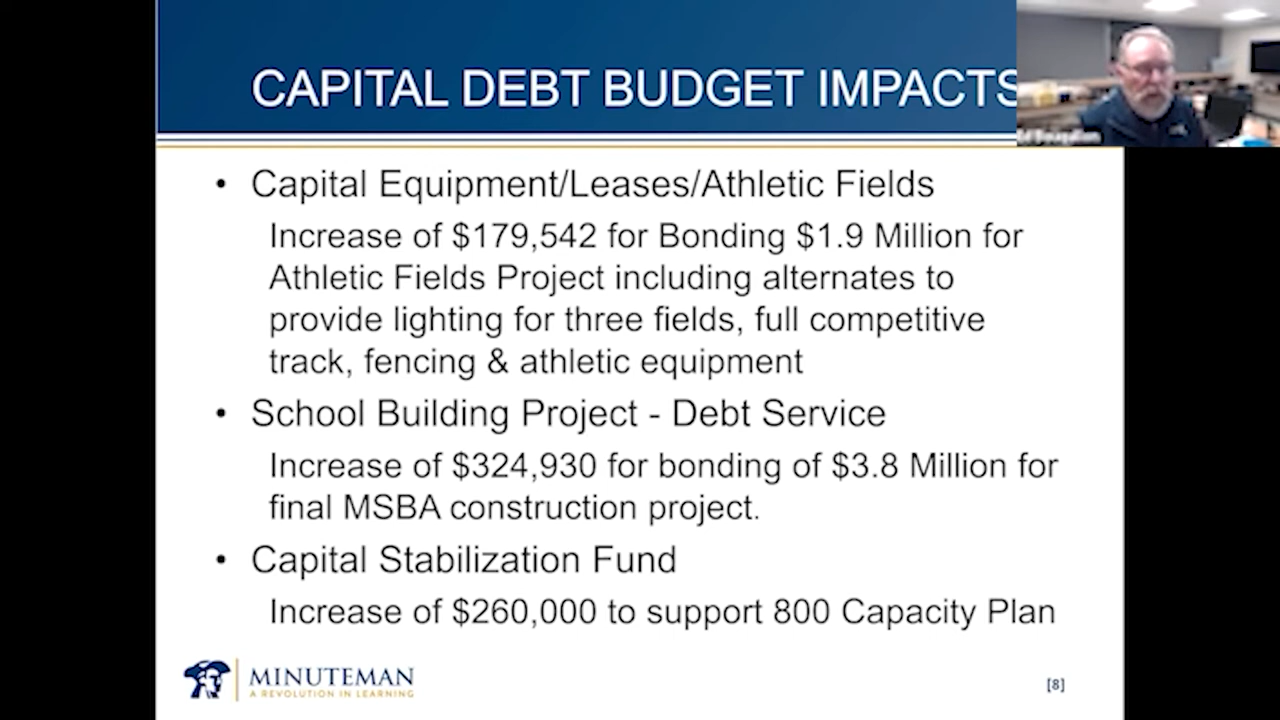 CAPITAL DEBT BUDGET IMPACTS
• Capital Equipment/Leases/Athletic Fields
Increase of $179,542 for Bonding $1.9 Million for
Athletic Fields Project including alternates to
provide lighting for three fields, full competitive
track, fencing & athletic equipment
• School Building Project - Debt Service
Increase of $324,930 for bonding of $3.8 Million for
final MSBA construction project.
• Capital Stabilization Fund
Increase of $260,000 to support 800 Capacity Plan
MINUTEMAN
A REVOLUTION IN LEARNING
[8]